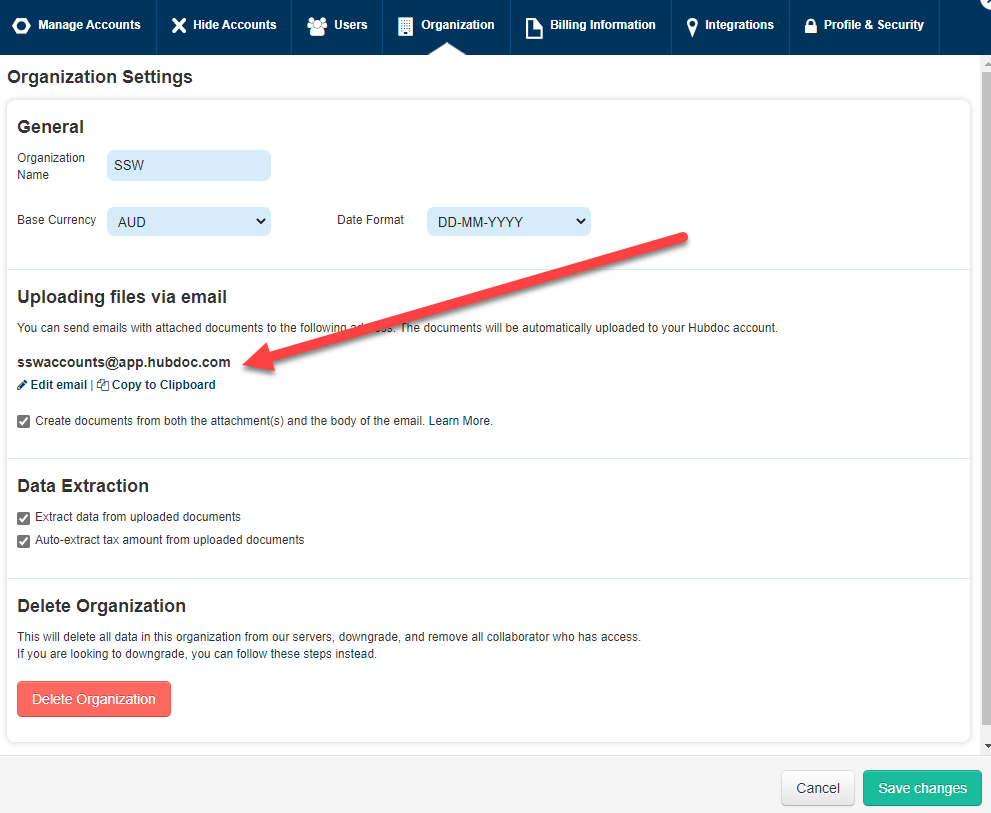 Manage Accounts
Hide Accounts
Users
Organization
Billing Information
Integrations
Profile & Security
Organization Settings
General
Organization
Name
SSW
Base Currency
AUD
Date Format
DD-MM-YYYY
Uploading files via email
You can send emails with attached documents to the following address. The documents will be automatically uploaded to your Hubdoc account.
sswaccounts@app.hubdoc.com
Edit email | Copy to Clipboard
Create documents from both the attachment(s) and the body of the email. Learn More.
Data Extraction
Extract data from uploaded documents
Auto-extract tax amount from uploaded documents
Delete Organization
This will delete all data in this organization from our servers, downgrade, and remove all collaborator who has access.
If you are looking to downgrade, you can follow these steps instead.
Delete Organization
Cancel
Save changes